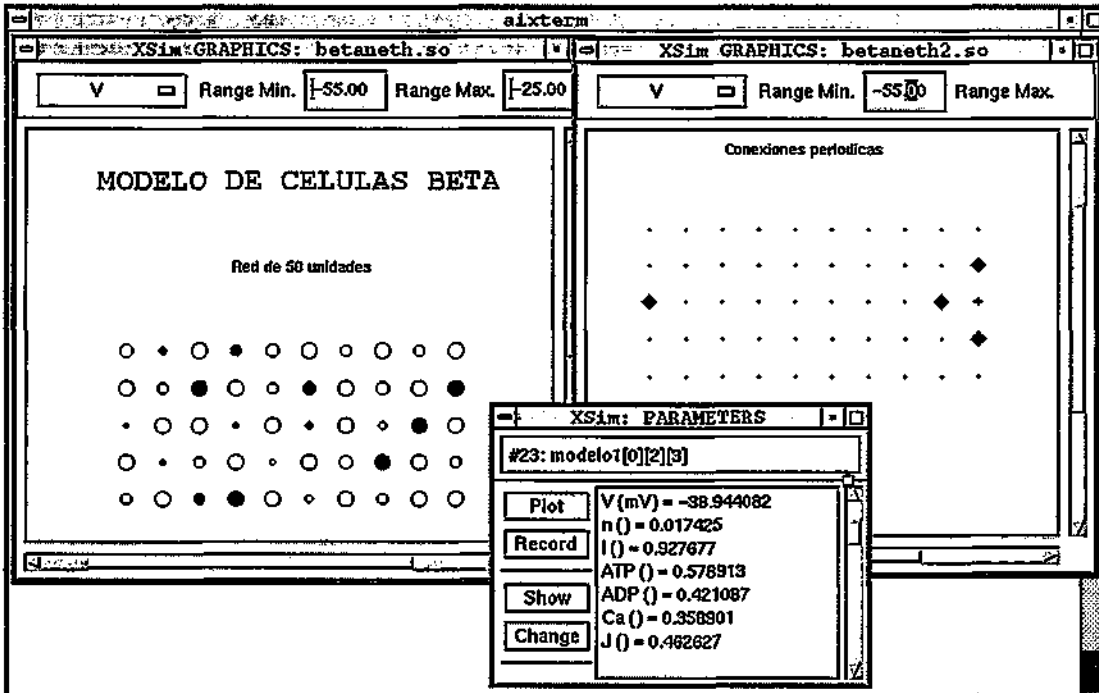 aixterm
XSim GRAPHICS: betaneth.so
V Range Min. -55.00 Range Max. -25.00
MODELO DE CELULAS BETA
Red de 50 unidades
XSim GRAPHICS: betaneth2.so
V Range Min. -55.00 Range Max.
Conexiones periodicas
XSim: PARAMETERS
#23: modelo1[0][2][3]
Plot
Record
Show
Change
V (mV) = -38.944082
n () = 0.017425
I () = 0.927677
ATP () = 0.578913
ADP () = 0.421087
Ca () = 0.358901
J () = 0.462627